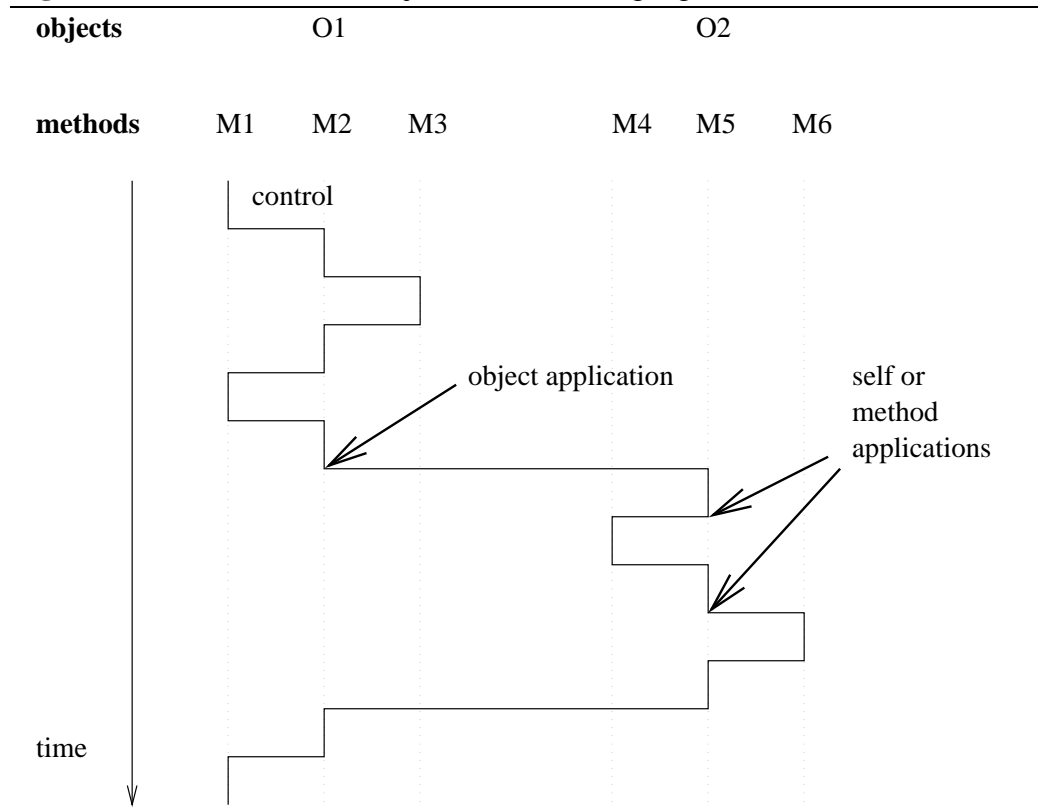 objects O1 O2
methods M1 M2 M3 M4 M5 M6
control
object application
self or
method
applications
time